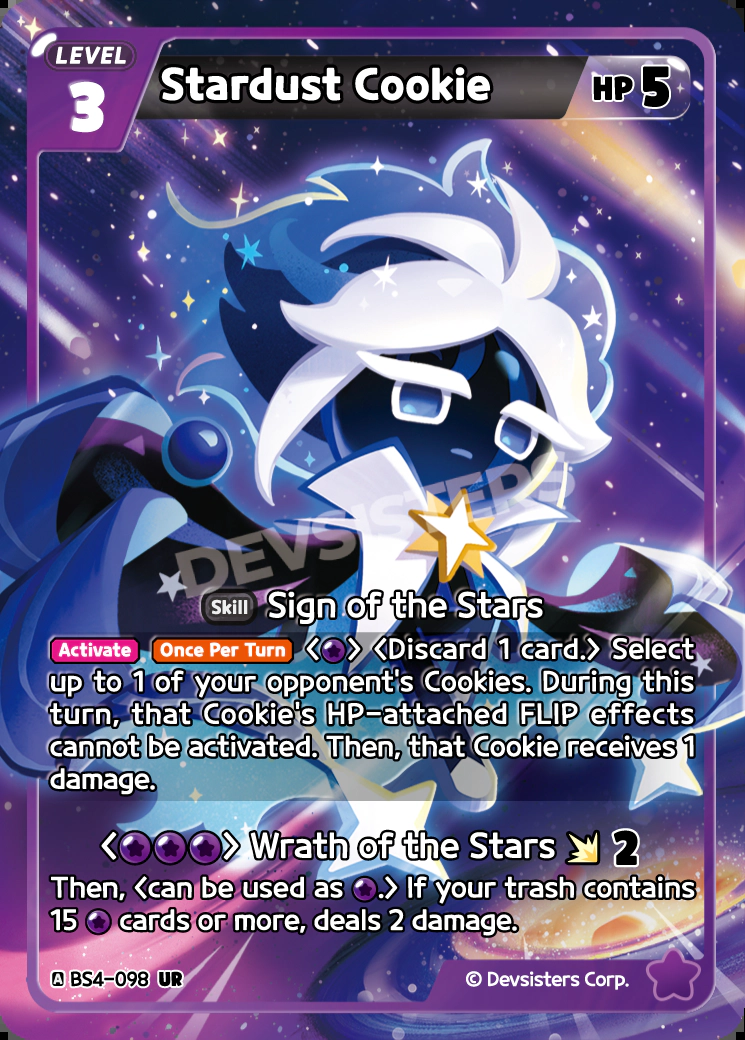 LEVEL
3
Stardust Cookie
HP 5
DEVSISTERS
Skill Sign of the Stars
Activate Once Per Turn < > <Discard 1 card.> Select
up to 1 of your opponent's Cookies. During this
turn, that Cookie's HP-attached FLIP effects
cannot be activated. Then, that Cookie receives 1
damage.
< > Wrath of the Stars 2
Then, <can be used as .> If your trash contains
15 cards or more, deals 2 damage.
A BS4-098 UR
© Devsisters Corp.